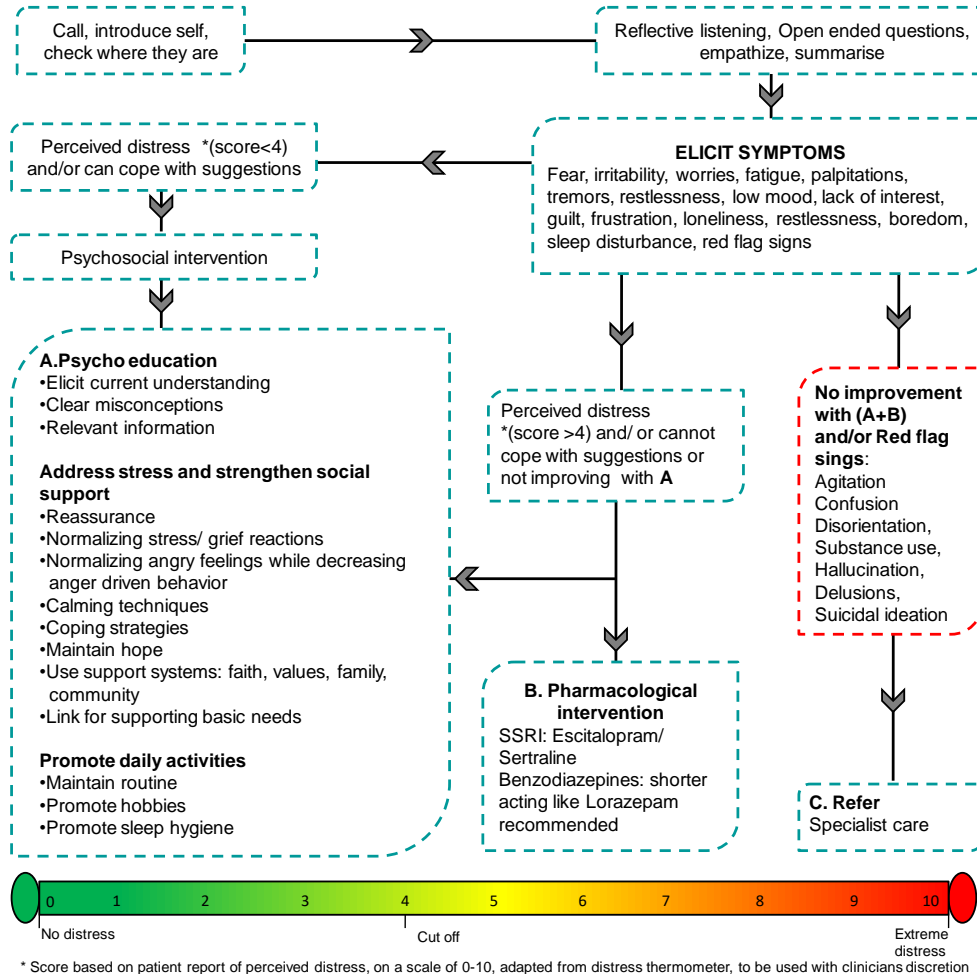 Call, introduce self,
check where they are
Reflective listening, Open ended questions,
empathize, summarise
Perceived distress *(score<4)
and/or can cope with suggestions
ELICIT SYMPTOMS
Fear, irritability, worries, fatigue, palpitations,
tremors, restlessness, low mood, lack of interest,
guilt, frustration, loneliness, restlessness, boredom,
sleep disturbance, red flag signs
Psychosocial intervention
A.Psycho education
•Elicit current understanding
•Clear misconceptions
•Relevant information
Address stress and strengthen social
support
•Reassurance
•Normalizing stress/ grief reactions
•Normalizing angry feelings while decreasing
anger driven behavior
•Calming techniques
•Coping strategies
•Maintain hope
•Use support systems: faith, values, family,
community
•Link for supporting basic needs
Promote daily activities
•Maintain routine
•Promote hobbies
•Promote sleep hygiene
Perceived distress
*(score >4) and/ or cannot
cope with suggestions or
not improving with A
No improvement
with (A+B)
and/or Red flag
sings:
Agitation
Confusion
Disorientation,
Substance use,
Hallucination,
Delusions,
Suicidal ideation
B. Pharmacological
intervention
SSRI: Escitalopram/
Sertraline
Benzodiazepines: shorter
acting like Lorazepam
recommended
C. Refer
Specialist care
0 1 2 3 4 5 6 7 8 9 10
No distress
Cut off
Extreme
distress
* Score based on patient report of perceived distress, on a scale of 0-10, adapted from distress thermometer, to be used with clinicians discretion